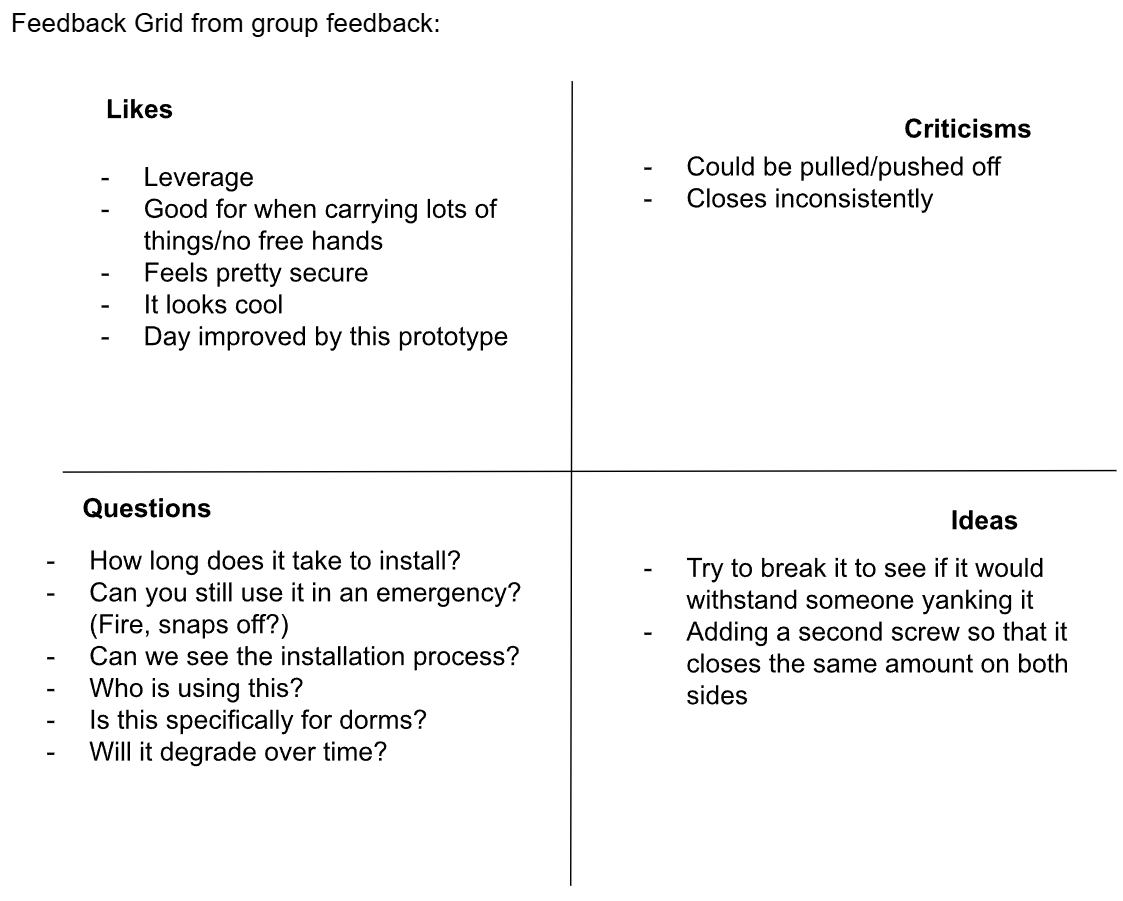 Feedback Grid from group feedback:
Likes
- Leverage
- Good for when carrying lots of
things/no free hands
- Feels pretty secure
- It looks cool
- Day improved by this prototype
Criticisms
- Could be pulled/pushed off
- Closes inconsistently
Questions
- How long does it take to install?
- Can you still use it in an emergency?
(Fire, snaps off?)
- Can we see the installation process?
- Who is using this?
- Is this specifically for dorms?
- Will it degrade over time?
Ideas
- Try to break it to see if it would
withstand someone yanking it
- Adding a second screw so that it
closes the same amount on both
sides